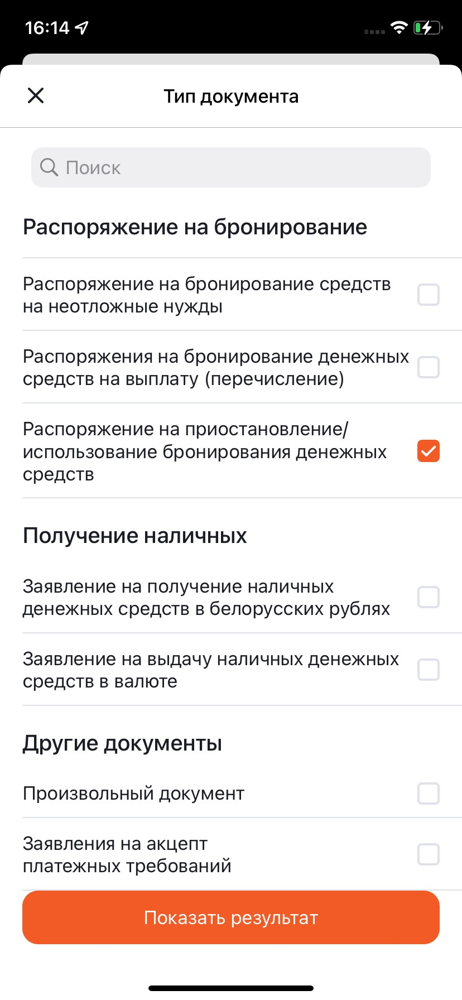 16:14
Тип документа
Поиск
Распоряжение на бронирование
Распоряжение на бронирование средств
на неотложные нужды
Распоряжения на бронирование денежных
средств на выплату (перечисление)
Распоряжение на приостановление/
использование бронирования денежных
средств
Получение наличных
Заявление на получение наличных
денежных средств в белорусских рублях
Заявление на выдачу наличных денежных
средств в валюте
Другие документы
Произвольный документ
Заявления на акцепт
платежных требований
Показать результат